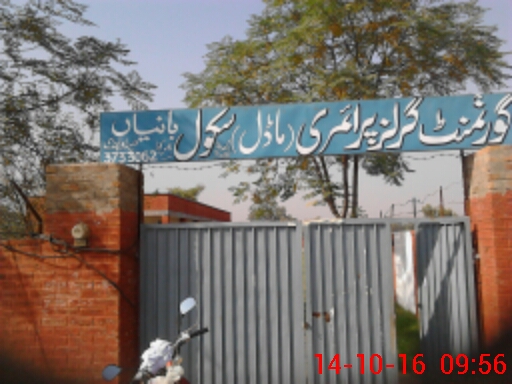 گورنمنٹ گرلز پرائمری (ماڈل) سکول بانیاں
3733062
14-10-16 09:56